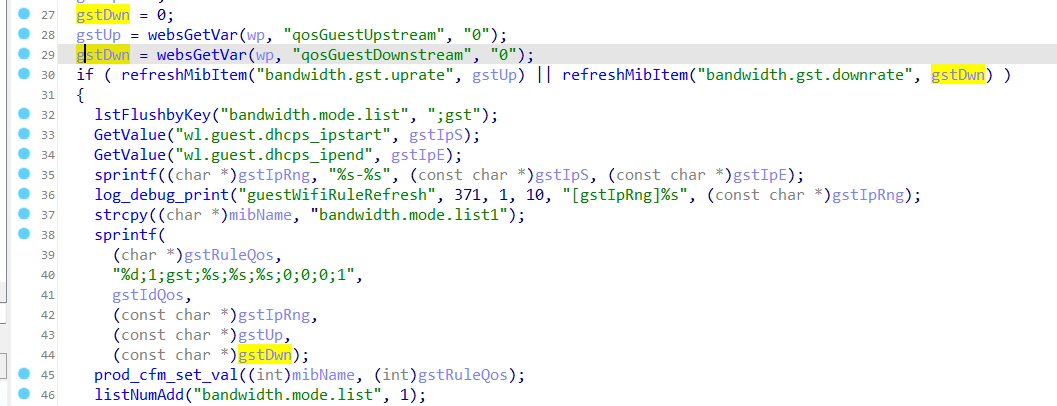 27 gstDwn = 0;
28 gstUp = websGetVar(wp, "qosGuestUpstream", "0");
29 gstDwn = websGetVar(wp, "qosGuestDownstream", "0");
30 if ( refreshMibItem("bandwidth.gst.uprate", gstUp) || refreshMibItem("bandwidth.gst.downrate", gstDwn) )
31 {
32 lstFlushbyKey("bandwidth.mode.list", ";gst");
33 GetValue("wl.guest.dhcps_ipstart", gstIpS);
34 GetValue("wl.guest.dhcps_ipend", gstIpE);
35 sprintf((char *)gstIpRng, "%s-%s", (const char *)gstIpS, (const char *)gstIpE);
36 log_debug_print("guestWifiRuleRefresh", 371, 1, 10, "[gstIpRng]%s", (const char *)gstIpRng);
37 strcpy((char *)mibName, "bandwidth.mode.list1");
38 sprintf(
39 (char *)gstRuleQos,
40 "%d;1;gst;%s;%s;%s;0;0;0;1",
41 gstIdQos,
42 (const char *)gstIpRng,
43 (const char *)gstUp,
44 (const char *)gstDwn);
45 prod_cfm_set_val((int)mibName, (int)gstRuleQos);
46 listNumAdd("bandwidth.mode.list", 1);